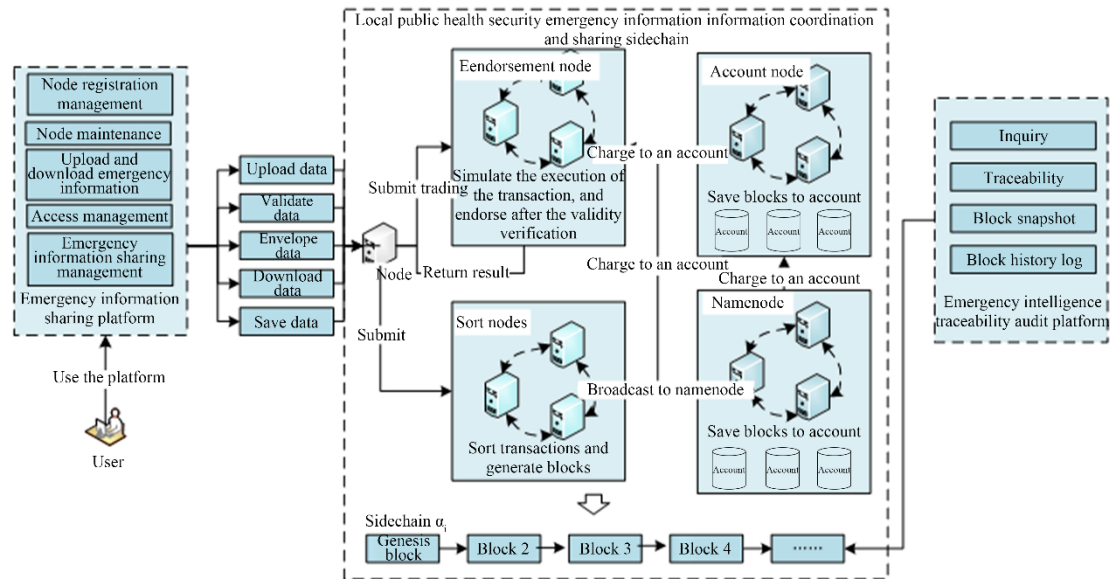 Local public health security emergency information information coordination
and sharing sidechain
Node registration
management
Node maintenance
Upload and
download emergency
information
Access management
Emergency
information sharing
management
Emergency information
sharing platform
Use the platform
User
Upload data
Validate
data
Envelope
data
Download
data
Save data
Node
Submit trading
Return result
Submit
Eendorsement node
Simulate the execution of
the transaction, and
endorse after the validity
verification
Charge to an account
Account node
Save blocks to account
Account
Account
Account
Charge to an account
Charge to an account
Sort nodes
Sort transactions and
generate blocks
Broadcast to namenode
Namenode
Save blocks to account
Account
Account
Account
Sidechain αi
Genesis
block
Block 2
Block 3
Block 4
······
Inquiry
Traceability
Block snapshot
Block history log
Emergency intelligence
traceability audit platform